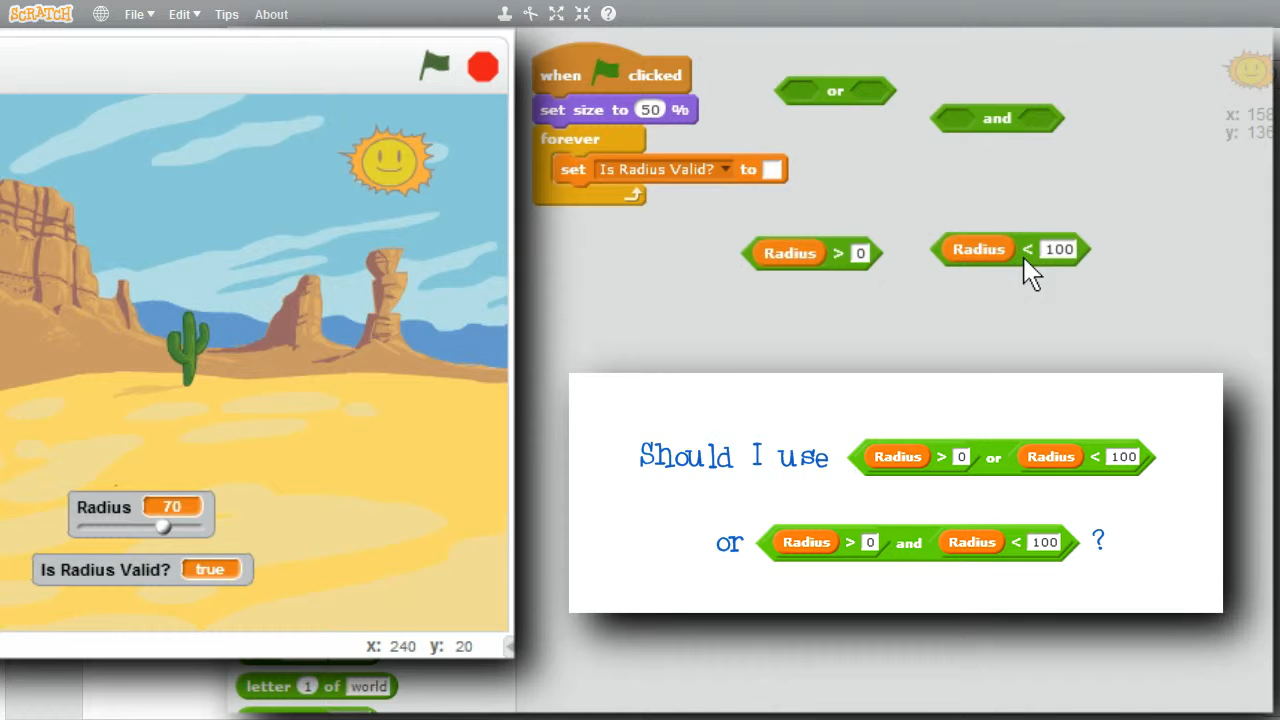 SCRATCH File Edit Tips About
when clicked
set size to 50 %
forever
set Is Radius Valid? to
or
and
Radius > 0
Radius < 100
x: 158
y: 136
Should I use Radius > 0 or Radius < 100
or Radius > 0 and Radius < 100 ?
Radius 70
Is Radius Valid? true
x: 240 y: 20
letter 1 of world